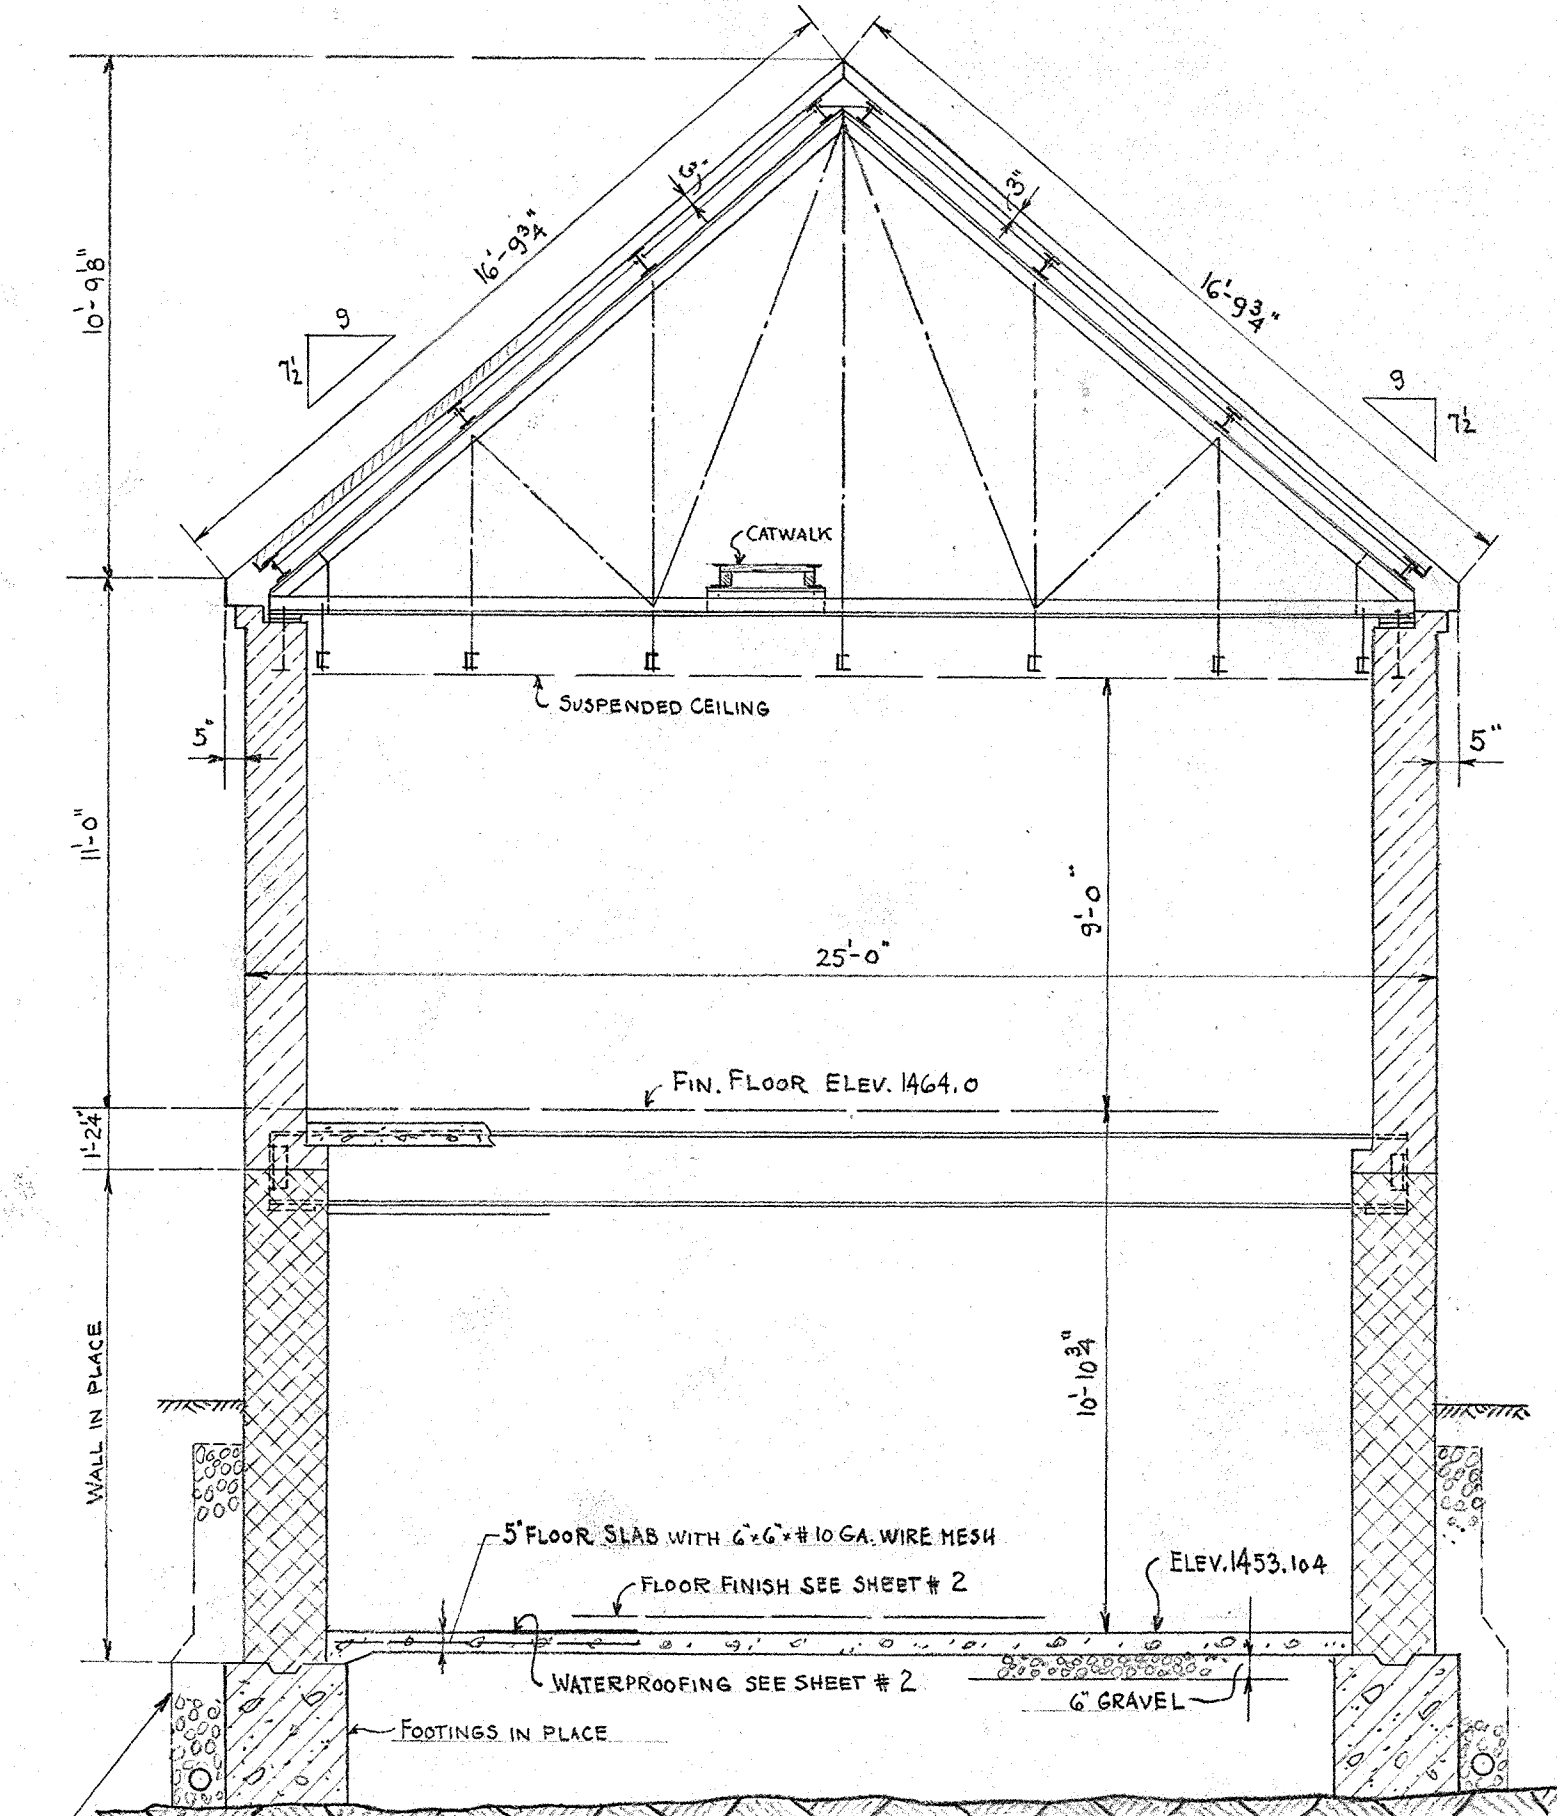 3"
3"
16'-9 3/4"
16'-9 3/4"
10'-9 1/8"
9
7 1/2
9
7 1/2
CATWALK
SUSPENDED CEILING
5"
5"
11'-0"
9'-0"
25'-0"
FIN. FLOOR ELEV. 1464.0
1'-2 1/4"
10'-10 3/4"
WALL IN PLACE
5" FLOOR SLAB WITH 6"x6"x #10 GA. WIRE MESH
ELEV. 1453.104
FLOOR FINISH SEE SHEET # 2
WATERPROOFING SEE SHEET # 2
6" GRAVEL
FOOTINGS IN PLACE